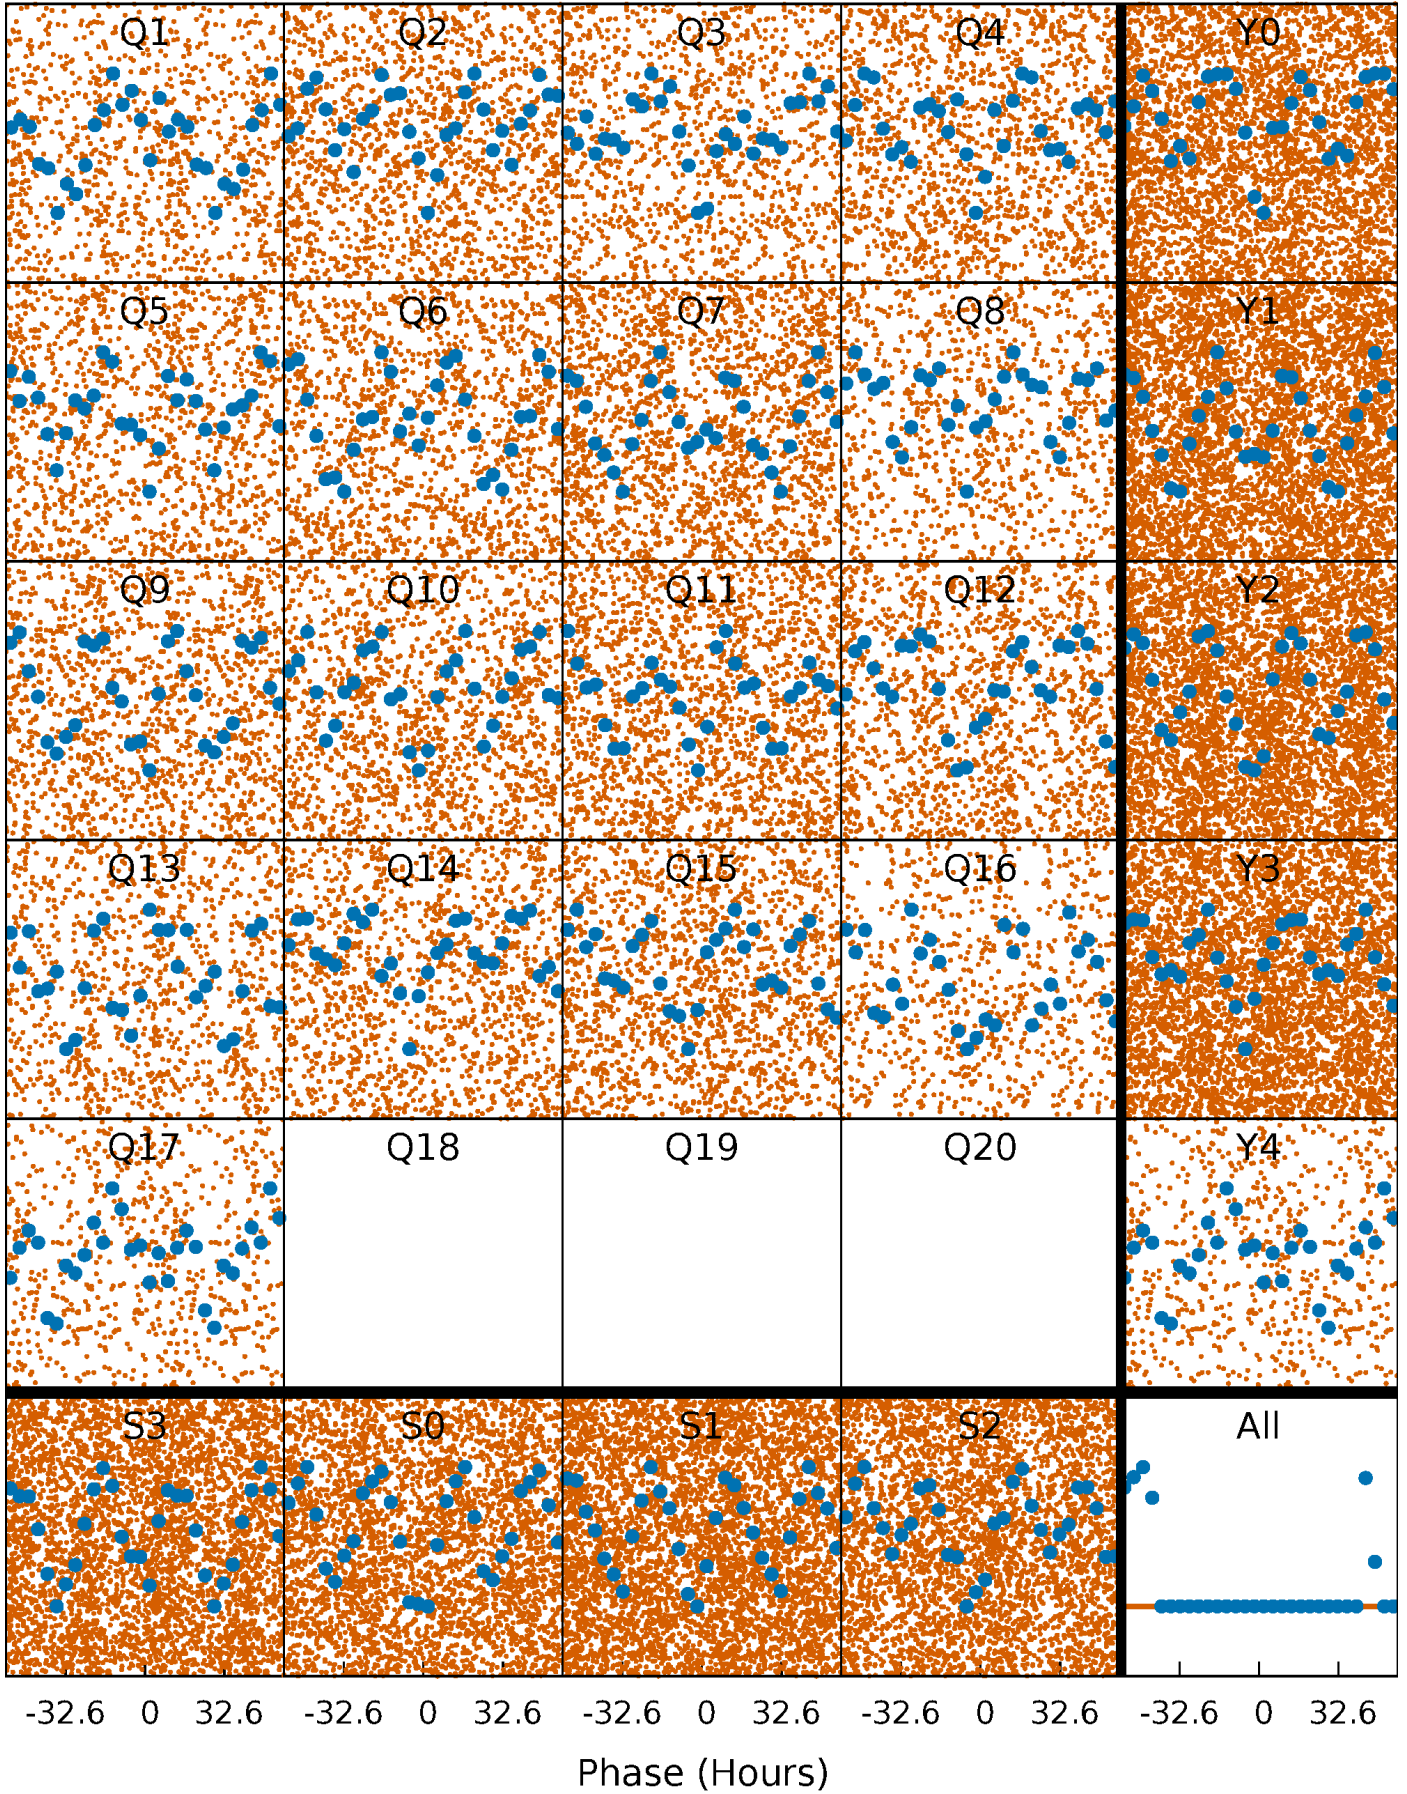 Q1 Q2 Q3 Q4 Y0
Q5 Q6 Q7 Q8 Y1
Q9 Q10 Q11 Q12 Y2
Q13 Q14 Q15 Q16 Y3
Q17 Q18 Q19 Q20 Y4
S3 S0 S1 S2 All
-32.6 0 32.6 -32.6 0 32.6 -32.6 0 32.6 -32.6 0 32.6 -32.6 0 32.6
Phase (Hours)